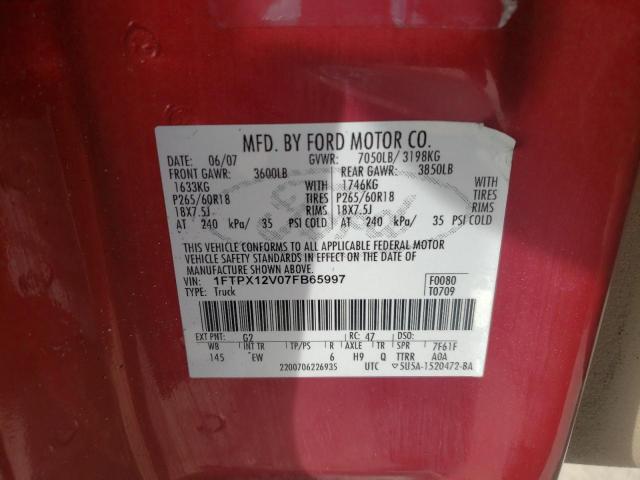 MFD. BY FORD MOTOR CO.
DATE: 06/07 GVWR: 7050LB/ 3198KG
FRONT GAWR: 3600LB REAR GAWR: 3850LB
1633KG WITH 1746KG WITH
P265/60R18 TIRES P265/60R18 TIRES
18X7.5J RIMS 18X7.5J RIMS
AT 240 kPa/ 35 PSI COLD AT 240 kPa/ 35 PSI COLD
THIS VEHICLE CONFORMS TO ALL APPLICABLE FEDERAL MOTOR
VEHICLE SAFETY STANDARDS IN EFFECT ON THE DATE OF
MANUFACTURE SHOWN ABOVE.
VIN: 1FTPX12V07FB65997 F0080
TYPE: Truck T0709
EXT PNT: G2 RC: 47 DSO:
WB INT TR TP/PS R AXLE TR SPR 7F61F
145 EW 6 H9 Q TTRR A0A
220070622693S UTC 5U5A-1520472-BA